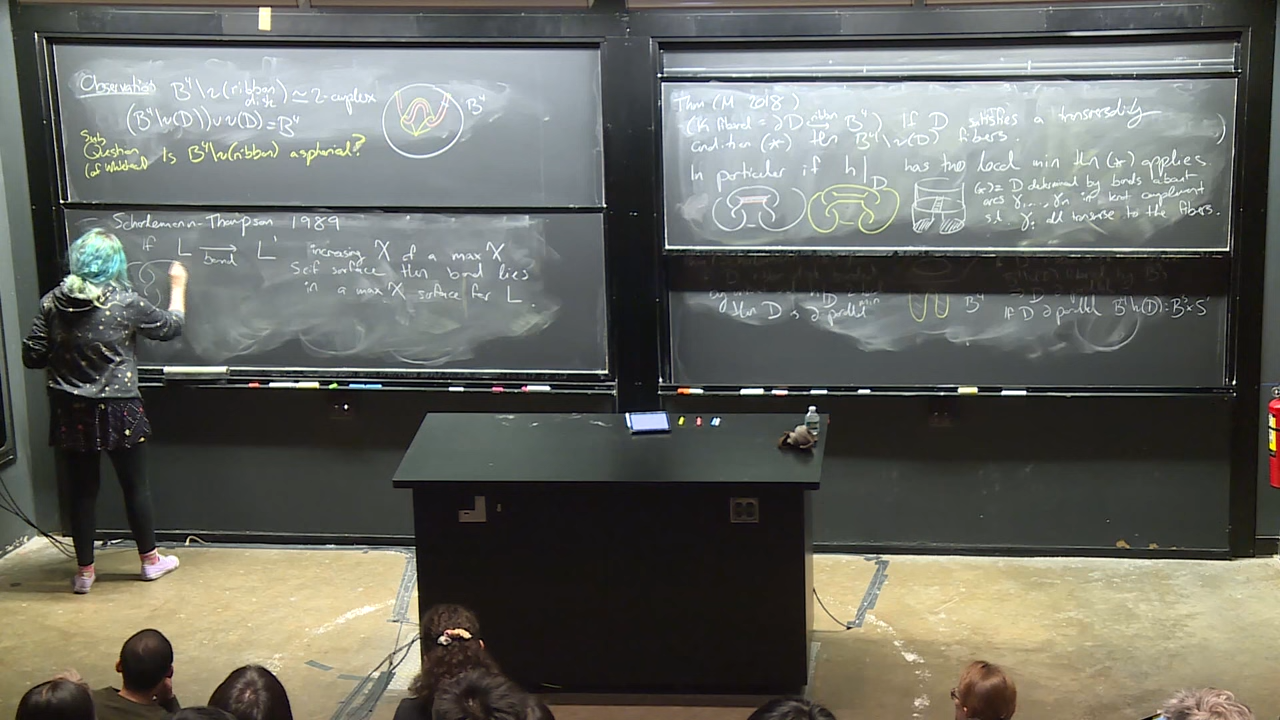 Observation B⁴\ν(ribbon disk) ≃ 2-complex
(B⁴\ν(D)) ∪ ν(D) = B⁴
B⁴
Sub
Question Is B⁴\ν(ribbon) aspherical?
(of Whitehead)
Scharlemann-Thompson 1989
If L → L' increasing χ of a max χ
band
Seif surface then band lies
in a max χ surface for L.
Thm (M 2018)
(K fibered = ∂D ribbon B⁴) If D satisfies a transversality
condition (*) then B⁴\ν(D) fibers.
In particular if h|_D has two local min then (*) applies.
(*) = D determined by bands about
arcs γ₁,..., γn in knot complement
s.t. γi all transverse to the fibers.
then D is ∂ parallel B⁴ If D ∂ parallel B⁴\ν(D) = B³×S¹